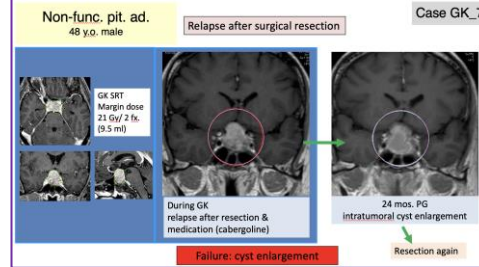 Non-func. pit. ad.
48 y.o. male
Relapse after surgical resection
Case GK_7
GK SRT
Margin dose
21 Gy/ 2 fx.
(9.5 ml)
During GK
relapse after resection &
medication (cabergoline)
24 mos. PG
intratumoral cyst enlargement
Failure: cyst enlargement
Resection again